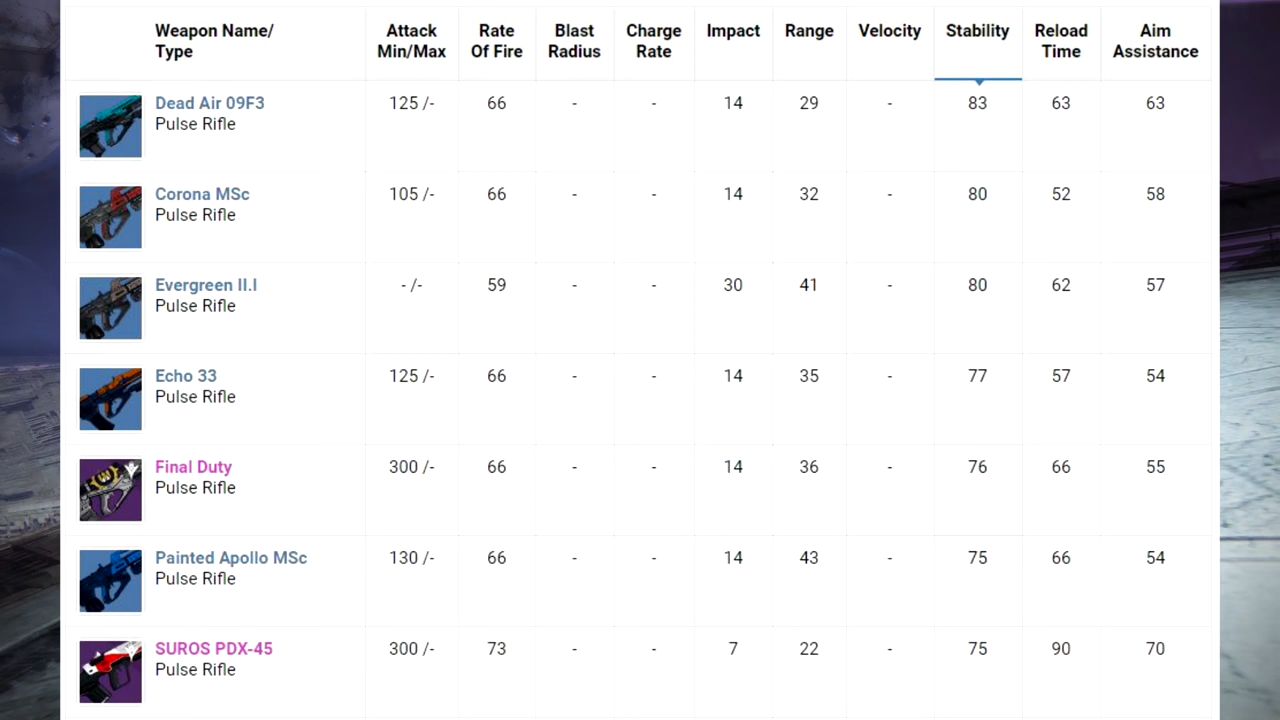 Weapon Name/ Attack Rate Blast Charge Impact Range Velocity Stability Reload Aim
Type Min/Max Of Fire Radius Rate Time Assistance
Dead Air 09F3 125 /- 66 - - 14 29 - 83 63 63
Pulse Rifle
Corona MSc 105 /- 66 - - 14 32 - 80 52 58
Pulse Rifle
Evergreen II.I - /- 59 - - 30 41 - 80 62 57
Pulse Rifle
Echo 33 125 /- 66 - - 14 35 - 77 57 54
Pulse Rifle
Final Duty 300 /- 66 - - 14 36 - 76 66 55
Pulse Rifle
Painted Apollo MSc 130 /- 66 - - 14 43 - 75 66 54
Pulse Rifle
SUROS PDX-45 300 /- 73 - - 7 22 - 75 90 70
Pulse Rifle